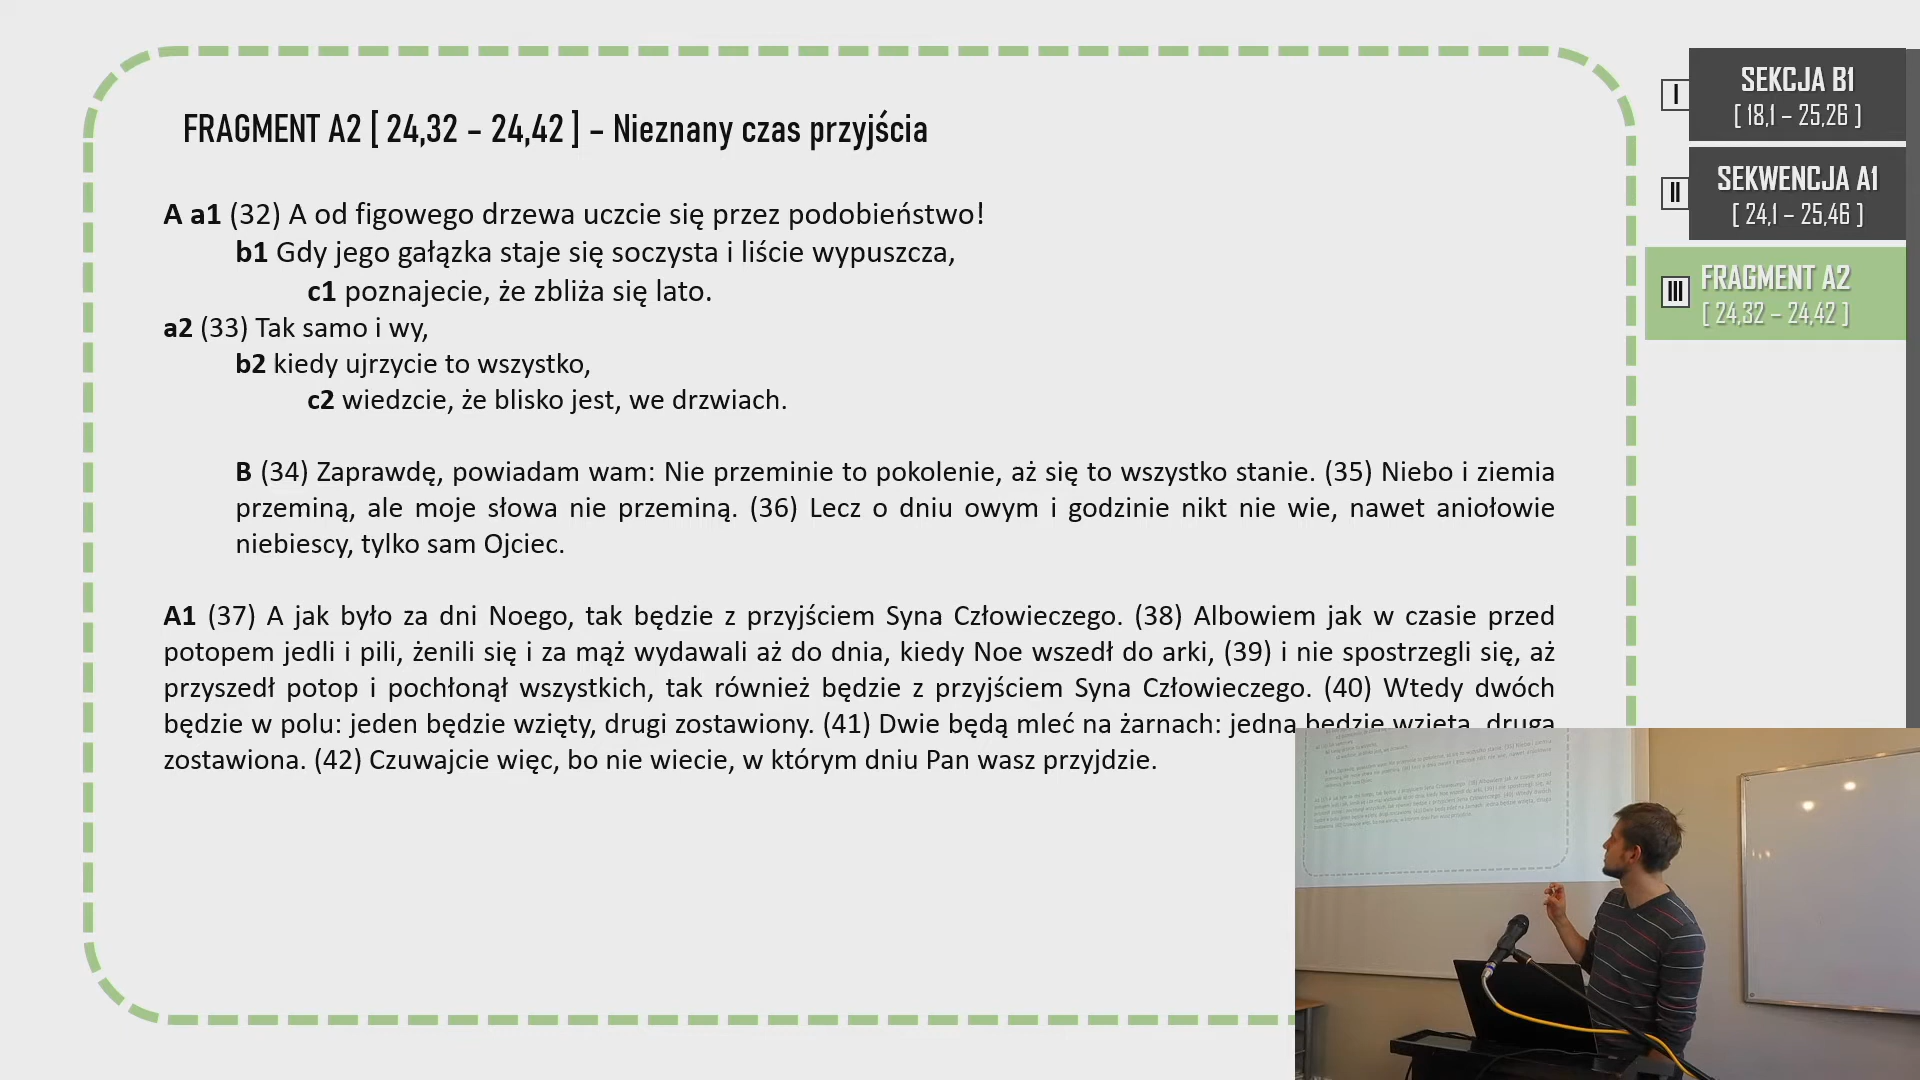 FRAGMENT A2 [ 24,32 – 24,42 ] – Nieznany czas przyjścia
A a1 (32) A od figowego drzewa uczcie się przez podobieństwo!
b1 Gdy jego gałązka staje się soczysta i liście wypuszcza,
c1 poznajecie, że zbliża się lato.
a2 (33) Tak samo i wy,
b2 kiedy ujrzycie to wszystko,
c2 wiedzcie, że blisko jest, we drzwiach.
B (34) Zaprawdę, powiadam wam: Nie przeminie to pokolenie, aż się to wszystko stanie. (35) Niebo i ziemia
przeminą, ale moje słowa nie przeminą. (36) Lecz o dniu owym i godzinie nikt nie wie, nawet aniołowie
niebiescy, tylko sam Ojciec.
A1 (37) A jak było za dni Noego, tak będzie z przyjściem Syna Człowieczego. (38) Albowiem jak w czasie przed
potopem jedli i pili, żenili się i za mąż wydawali aż do dnia, kiedy Noe wszedł do arki, (39) i nie spostrzegli się, aż
przyszedł potop i pochłonął wszystkich, tak również będzie z przyjściem Syna Człowieczego. (40) Wtedy dwóch
będzie w polu: jeden będzie wzięty, drugi zostawiony. (41) Dwie będą mleć na żarnach: jedna będzie wzięta, druga
zostawiona. (42) Czuwajcie więc, bo nie wiecie, w którym dniu Pan wasz przyjdzie.
I
SEKCJA B1
[ 18,1 – 25,26 ]
II
SEKWENCJA A1
[ 24,1 – 25,46 ]
III
FRAGMENT A2
[ 24,32 – 24,42 ]